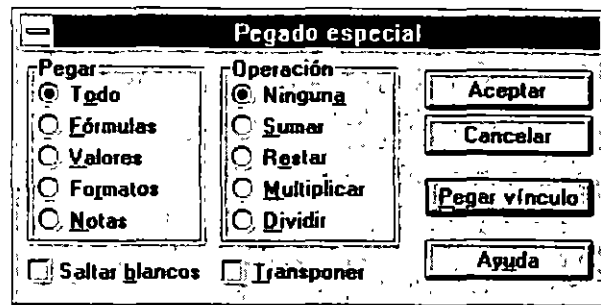 Pegado especial
Pegar
Todo
Fórmulas
Valores
Formatos
Notas
Operación
Ninguna
Sumar
Restar
Multiplicar
Dividir
Saltar blancos
Transponer
Aceptar
Cancelar
Pegar vínculo
Ayuda